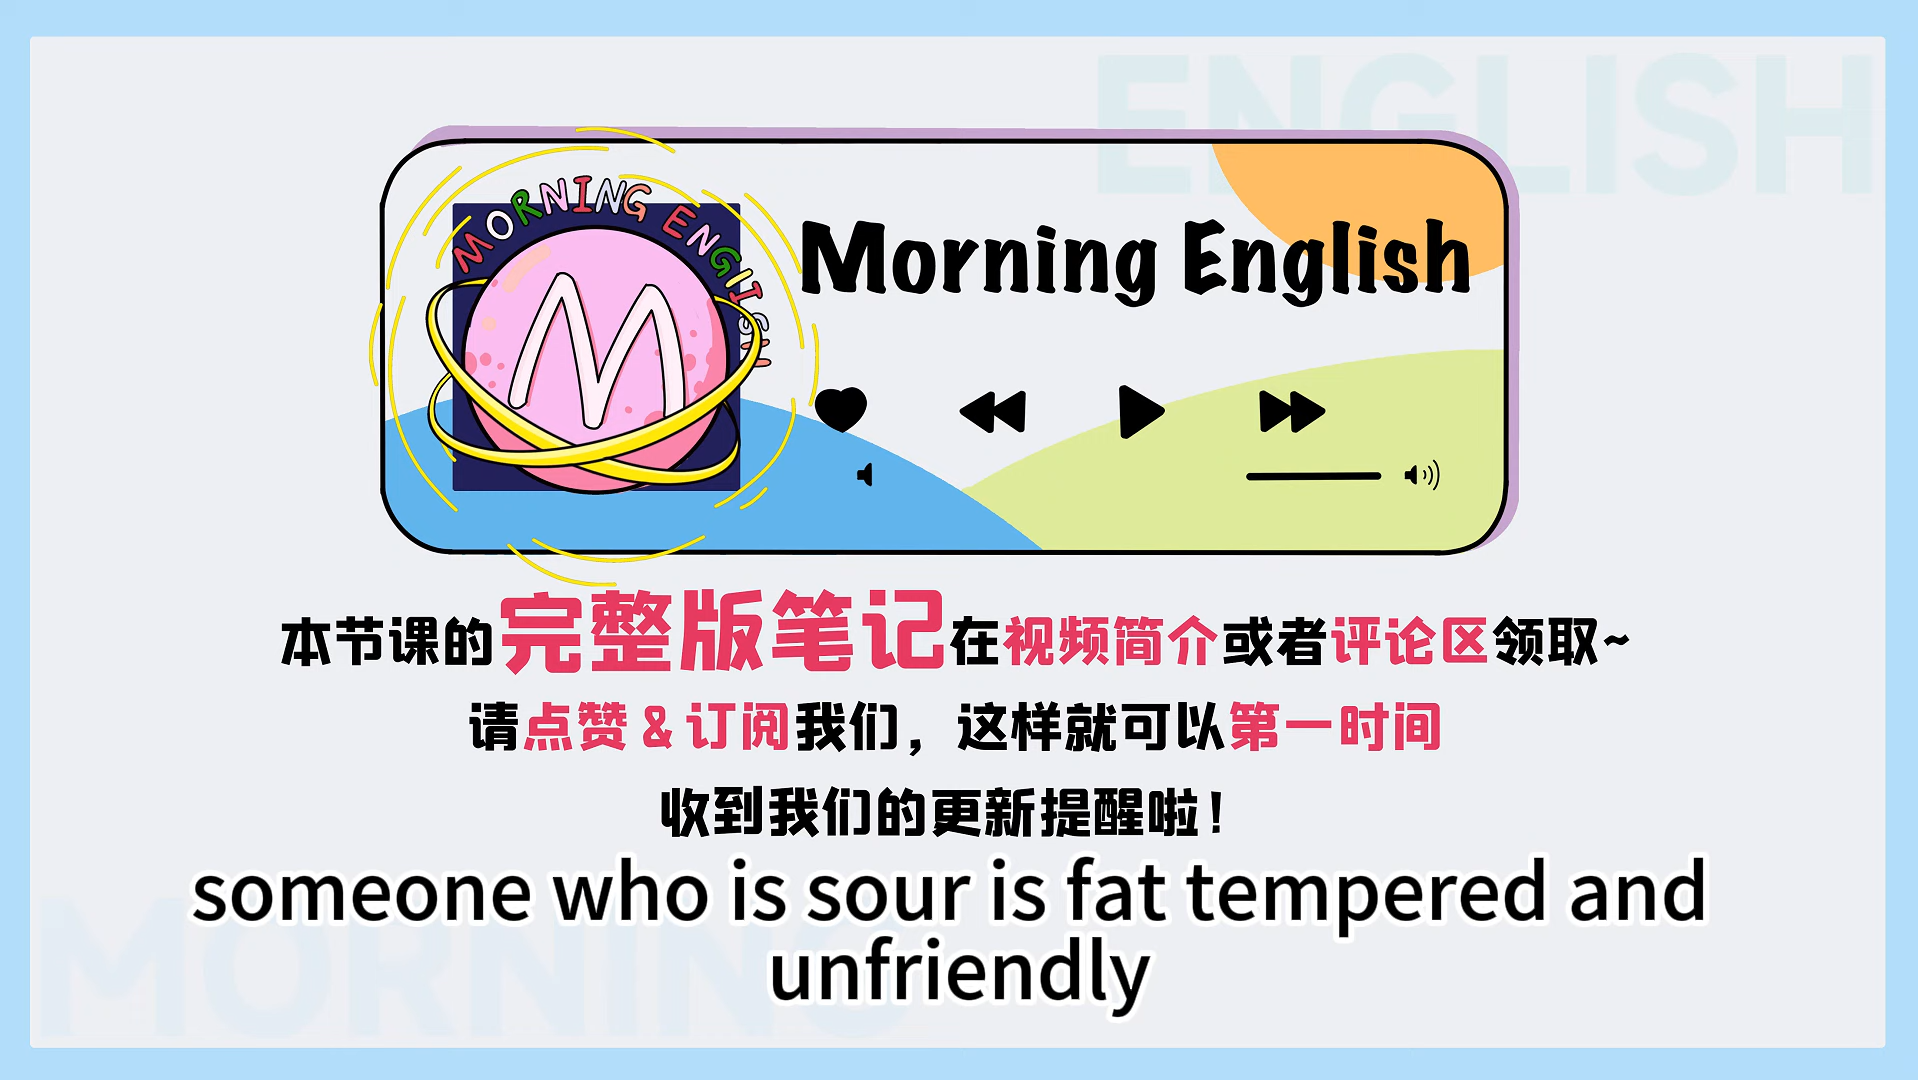 ENGLISH
MORNING ENGLISH
M
Morning English
本节课的完整版笔记在视频简介或者评论区领取~
请点赞&订阅我们，这样就可以第一时间
收到我们的更新提醒啦！
someone who is sour is fat tempered and
unfriendly
MORNING